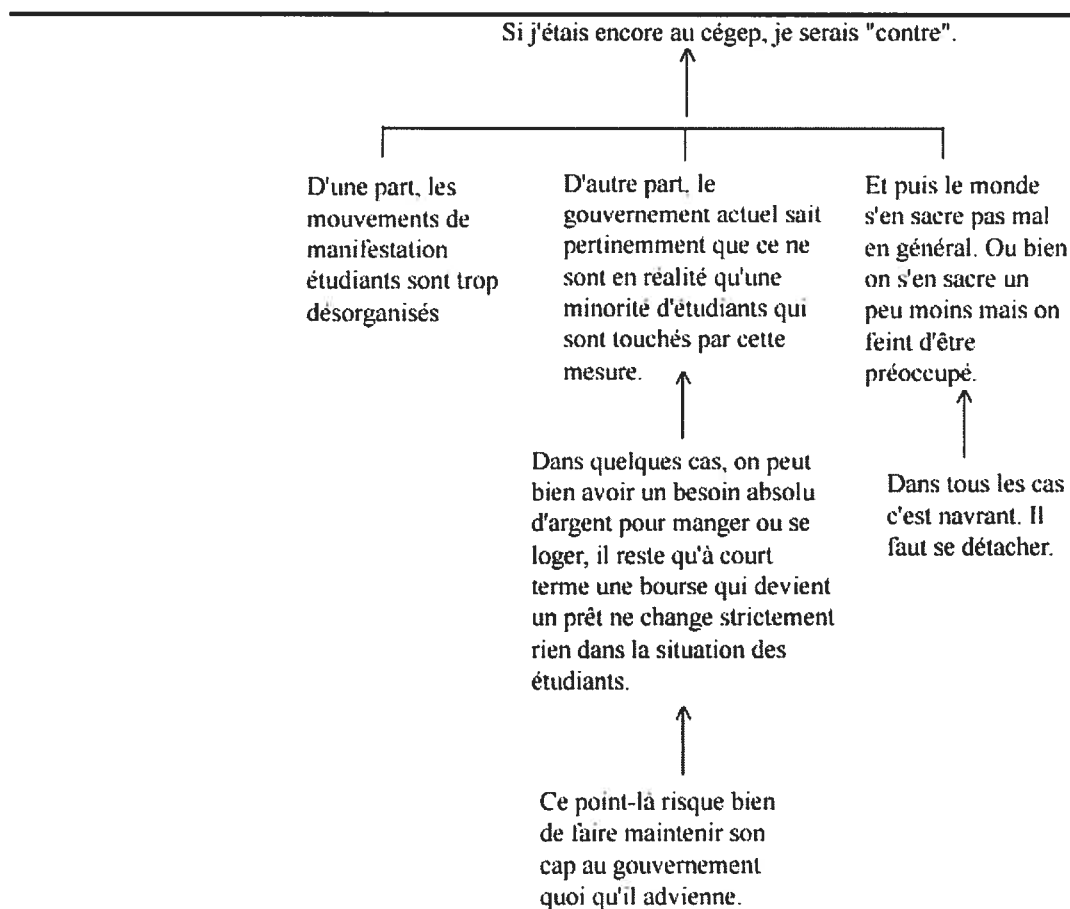 Si j'étais encore au cégep, je serais "contre".
D'une part, les
mouvements de
manifestation
étudiants sont trop
désorganisés
D'autre part, le
gouvernement actuel sait
pertinemment que ce ne
sont en réalité qu'une
minorité d'étudiants qui
sont touchés par cette
mesure.
Et puis le monde
s'en sacre pas mal
en général. Ou bien
on s'en sacre un
peu moins mais on
feint d'être
préoccupé.
Dans quelques cas, on peut
bien avoir un besoin absolu
d'argent pour manger ou se
loger, il reste qu'à court
terme une bourse qui devient
un prêt ne change strictement
rien dans la situation des
étudiants.
Dans tous les cas
c'est navrant. Il
faut se détacher.
Ce point-là risque bien
de faire maintenir son
cap au gouvernement
quoi qu'il advienne.